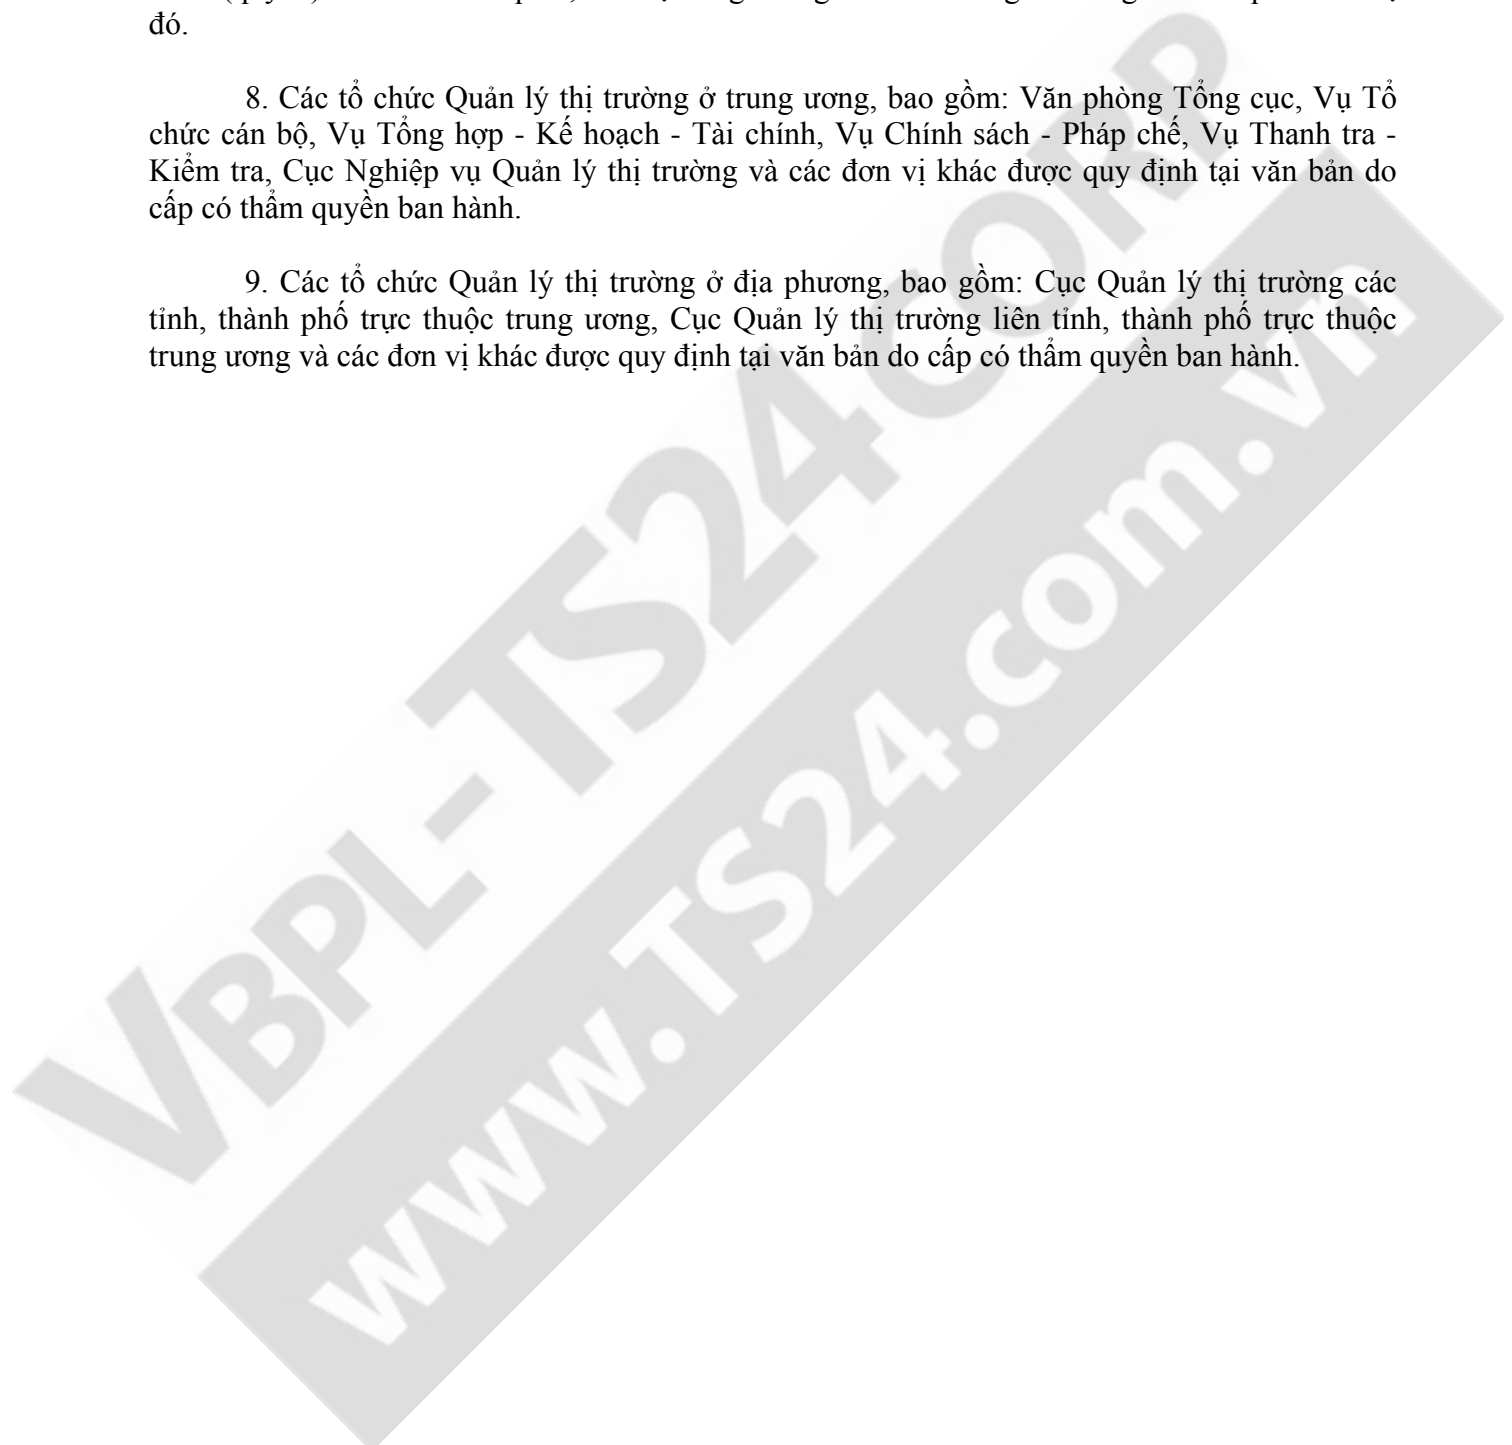 đó.
8. Các tổ chức Quản lý thị trường ở trung ương, bao gồm: Văn phòng Tổng cục, Vụ Tổ
chức cán bộ, Vụ Tổng hợp - Kế hoạch - Tài chính, Vụ Chính sách - Pháp chế, Vụ Thanh tra -
Kiểm tra, Cục Nghiệp vụ Quản lý thị trường và các đơn vị khác được quy định tại văn bản do
cấp có thẩm quyền ban hành.
9. Các tổ chức Quản lý thị trường ở địa phương, bao gồm: Cục Quản lý thị trường các
tỉnh, thành phố trực thuộc trung ương, Cục Quản lý thị trường liên tỉnh, thành phố trực thuộc
trung ương và các đơn vị khác được quy định tại văn bản do cấp có thẩm quyền ban hành.
VBPL-TS24CORP
www.TS24.com.vn